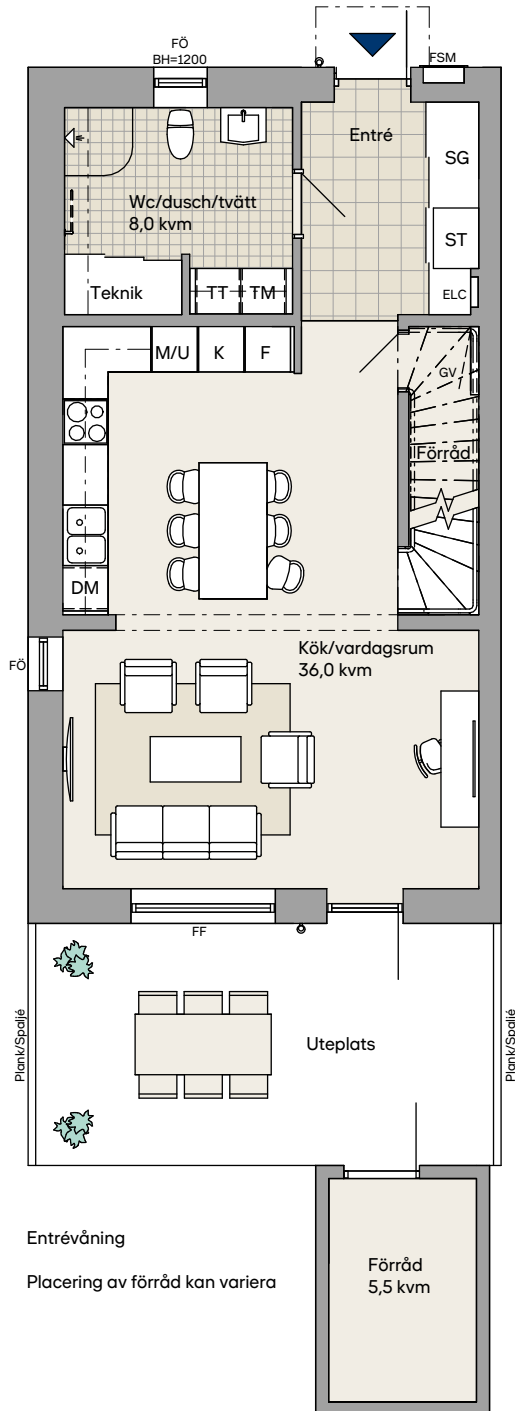 FÖ
BH=1200
FSM
Entré
SG
Wc/dusch/tvätt
8,0 kvm
ST
Teknik
TT
TM
ELC
M/U
K
F
GV
Förråd
DM
Kök/vardagsrum
36,0 kvm
FÖ
FF
Plank/Spaljé
Uteplats
Plank/Spaljé
Entrévåning
Placering av förråd kan variera
Förråd
5,5 kvm